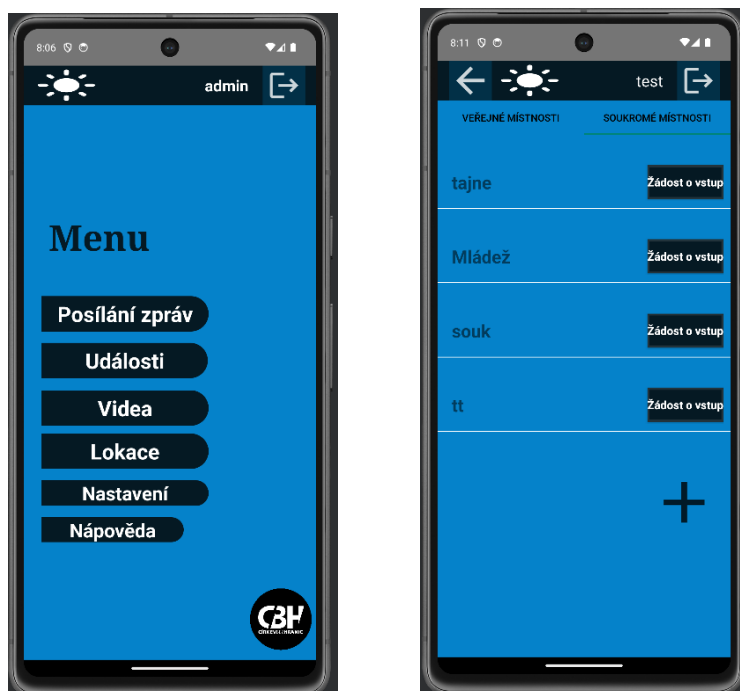 8:06
admin
Menu
Posílání zpráv
Události
Videa
Lokace
Nastavení
Nápověda
CBH
8:11
test
VEŘEJNÉ MÍSTNOSTI
SOUKROMÉ MÍSTNOSTI
tajne
Žádost o vstup
Mládež
Žádost o vstup
souk
Žádost o vstup
tt
Žádost o vstup